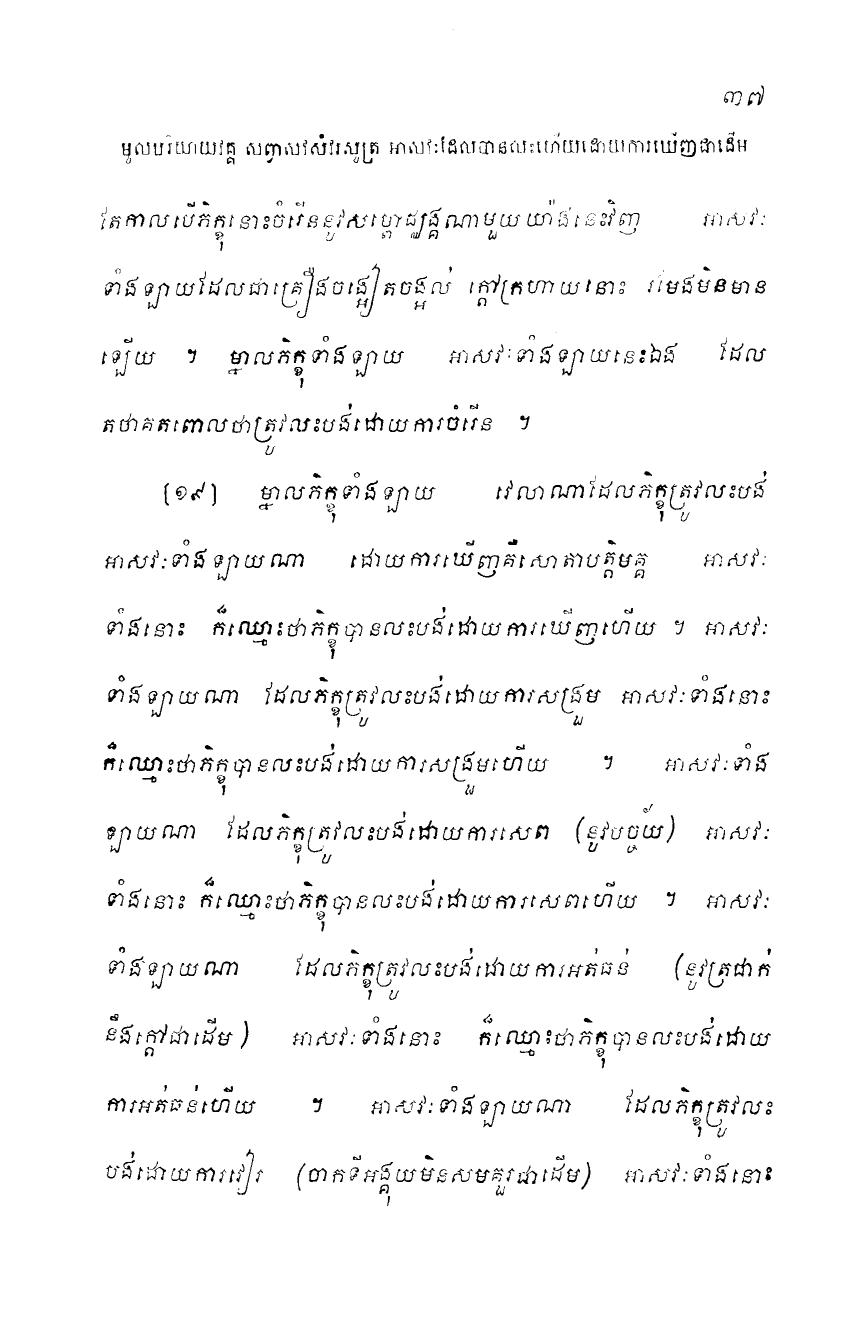 ៣៧
មូលបរិយាយវគ្គ សព្វាសវសំវរសូត្រ អាសវៈដែលបានលះហើយដោយការឃើញជាដើម
តែកាលបើភិក្ខុនោះចំរើននូវសម្ពោជ្ឈង្គណាមួយយ៉ាងនេះវិញ អាសវៈ
ទាំងឡាយដែលជាគ្រឿងចង្អៀតចង្អល់ ក្តៅក្រហាយនោះ រមែងមិនមាន
ឡើយ ។ ម្នាលភិក្ខុទាំងឡាយ អាសវៈទាំងឡាយនេះឯង ដែល
តថាគតពោលថាត្រូវលះបង់ដោយការចំរើន ។
[១៩] ម្នាលភិក្ខុទាំងឡាយ វេលាណាដែលភិក្ខុត្រូវលះបង់
អាសវៈទាំងឡាយណា ដោយការឃើញគឺសោតាបត្តិមគ្គ អាសវៈ
ទាំងនោះ ក៏ឈ្មោះថាភិក្ខុបានលះបង់ដោយការឃើញហើយ ។ អាសវៈ
ទាំងឡាយណា ដែលភិក្ខុត្រូវលះបង់ដោយការសង្រួម អាសវៈទាំងនោះ
ក៏ឈ្មោះថាភិក្ខុបានលះបង់ដោយការសង្រួមហើយ ។ អាសវៈទាំង
ឡាយណា ដែលភិក្ខុត្រូវលះបង់ដោយការសេព (នូវបច្ច័យ) អាសវៈ
ទាំងនោះ ក៏ឈ្មោះថាភិក្ខុបានលះបង់ដោយការសេពហើយ ។ អាសវៈ
ទាំងឡាយណា ដែលភិក្ខុត្រូវលះបង់ដោយការអត់ធន់ (នូវត្រជាក់
នឹងក្តៅជាដើម) អាសវៈទាំងនោះ ក៏ឈ្មោះថាភិក្ខុបានលះបង់ដោយ
ការអត់ធន់ហើយ ។ អាសវៈទាំងឡាយណា ដែលភិក្ខុត្រូវលះ
បង់ដោយការវៀរ (ចាកទីអង្គុយមិនសមគួរជាដើម) អាសវៈទាំងនោះ